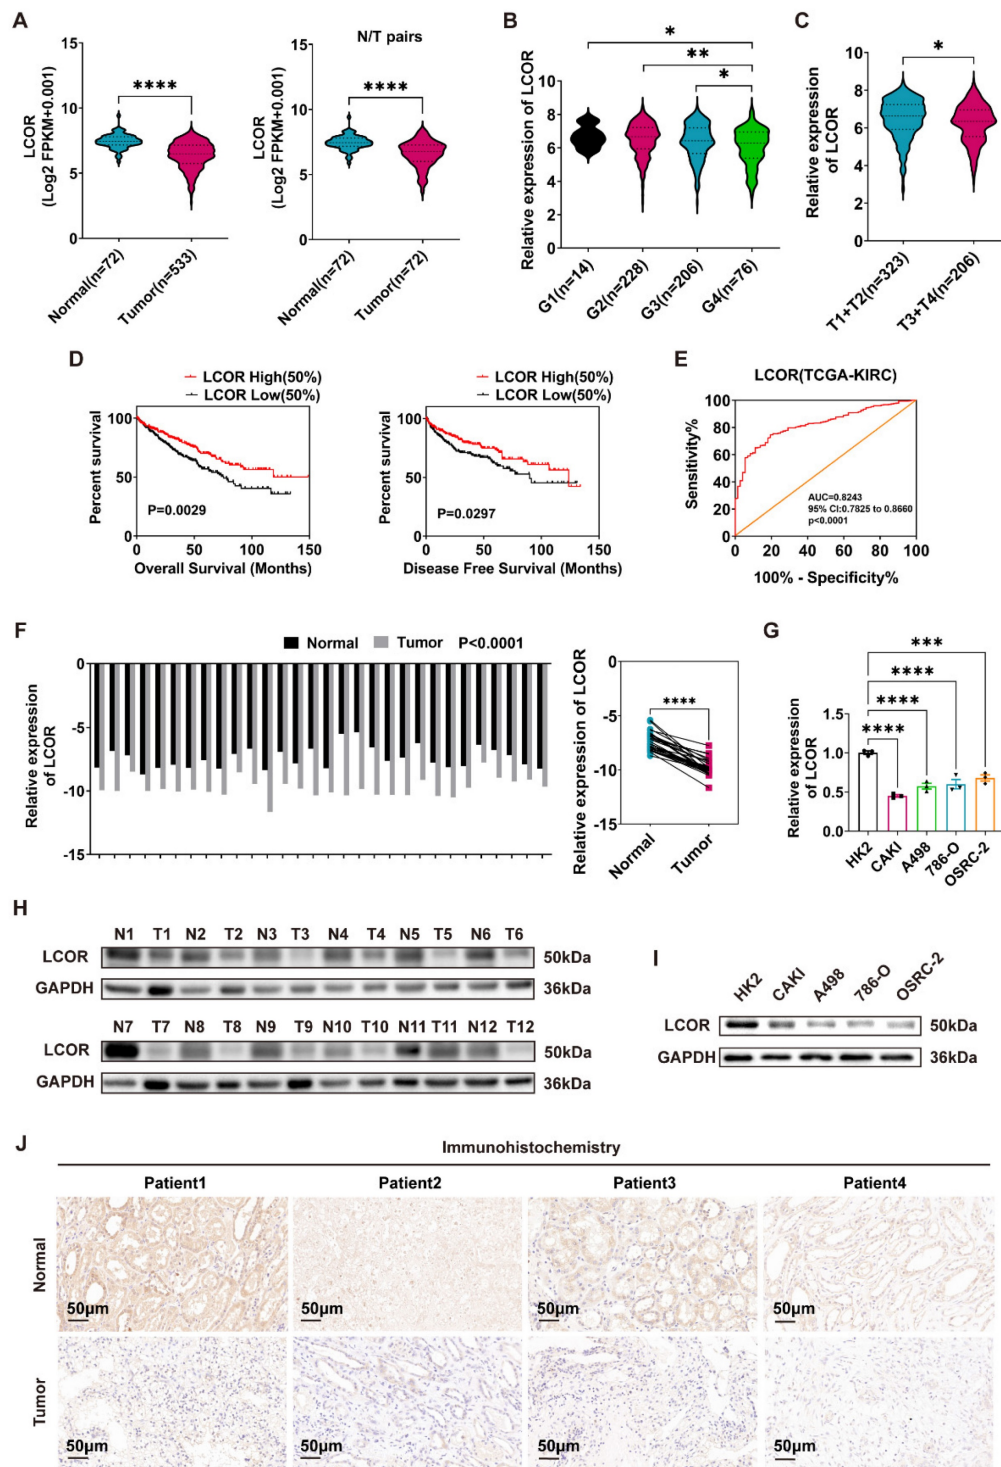 A
N/T pairs
LCOR
(Log2 FPKM+0.001)
15
10
5
0
****
Normal(n=72)
Tumor(n=533)
LCOR
(Log2 FPKM+0.001)
15
10
5
0
****
Normal(n=72)
Tumor(n=72)
B
Relative expression of LCOR
10
8
6
4
2
0
*
**
*
G1(n=14)
G2(n=228)
G3(n=206)
G4(n=76)
C
Relative expression
of LCOR
10
8
6
4
2
0
*
T1+T2(n=323)
T3+T4(n=206)
D
LCOR High(50%)
LCOR Low(50%)
Percent survival
100
50
0
P=0.0029
0 50 100 150
Overall Survival (Months)
LCOR High(50%)
LCOR Low(50%)
Percent survival
100
50
0
P=0.0297
0 50 100 150
Disease Free Survival (Months)
E
LCOR(TCGA-KIRC)
Sensitivity%
100
80
60
40
20
0
AUC=0.8243
95% CI:0.7825 to 0.8660
p<0.0001
0 20 40 60 80 100
100% - Specificity%
F
Normal Tumor P<0.0001
Relative expression
of LCOR
0
-5
-10
-15
Relative expression of LCOR
0
-5
-10
-15
****
Normal
Tumor
G
Relative expression
of LCOR
1.5
1.0
0.5
0.0
***
****
****
****
HK2
CAKI
A498
786-O
OSRC-2
H
N1 T1 N2 T2 N3 T3 N4 T4 N5 T5 N6 T6
LCOR 50kDa
GAPDH 36kDa
N7 T7 N8 T8 N9 T9 N10 T10 N11 T11 N12 T12
LCOR 50kDa
GAPDH 36kDa
I
HK2 CAKI A498 786-O OSRC-2
LCOR 50kDa
GAPDH 36kDa
J
Immunohistochemistry
Patient1 Patient2 Patient3 Patient4
Normal
50μm 50μm 50μm 50μm
Tumor
50μm 50μm 50μm 50μm